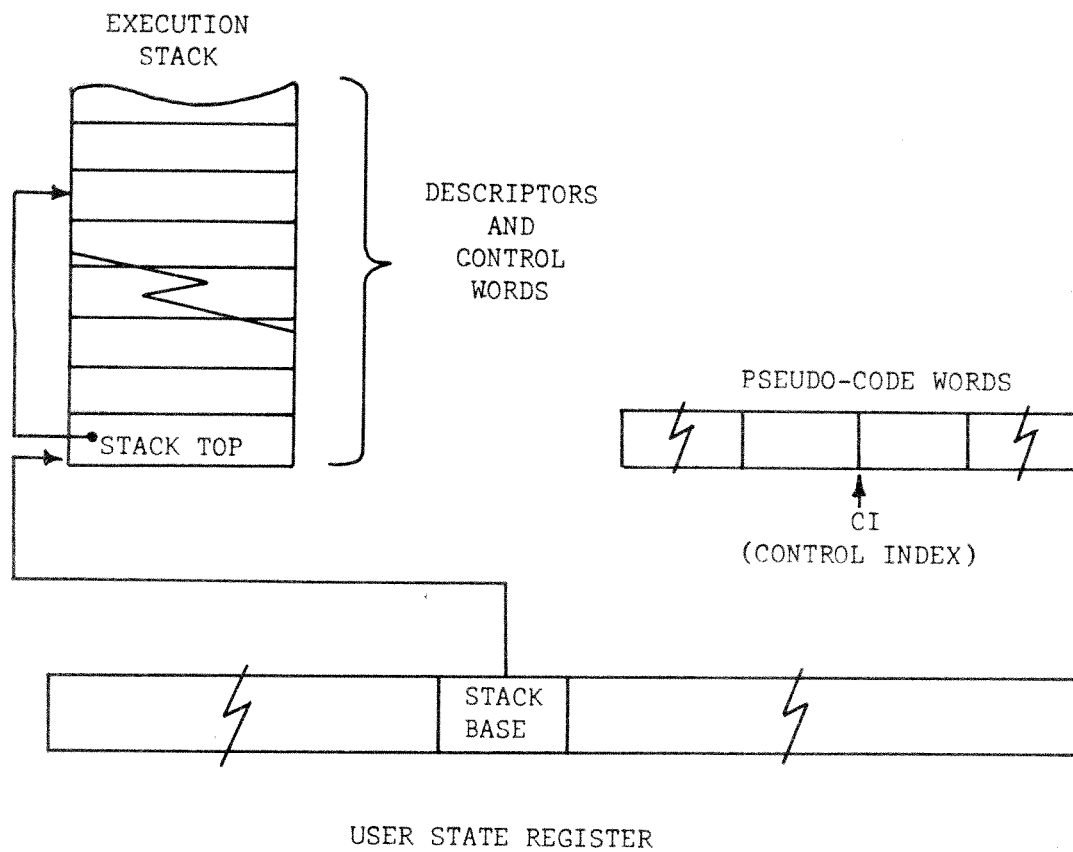 EXECUTION
STACK
DESCRIPTORS
AND
CONTROL
WORDS
STACK TOP
PSEUDO-CODE WORDS
CI
(CONTROL INDEX)
STACK
BASE
USER STATE REGISTER